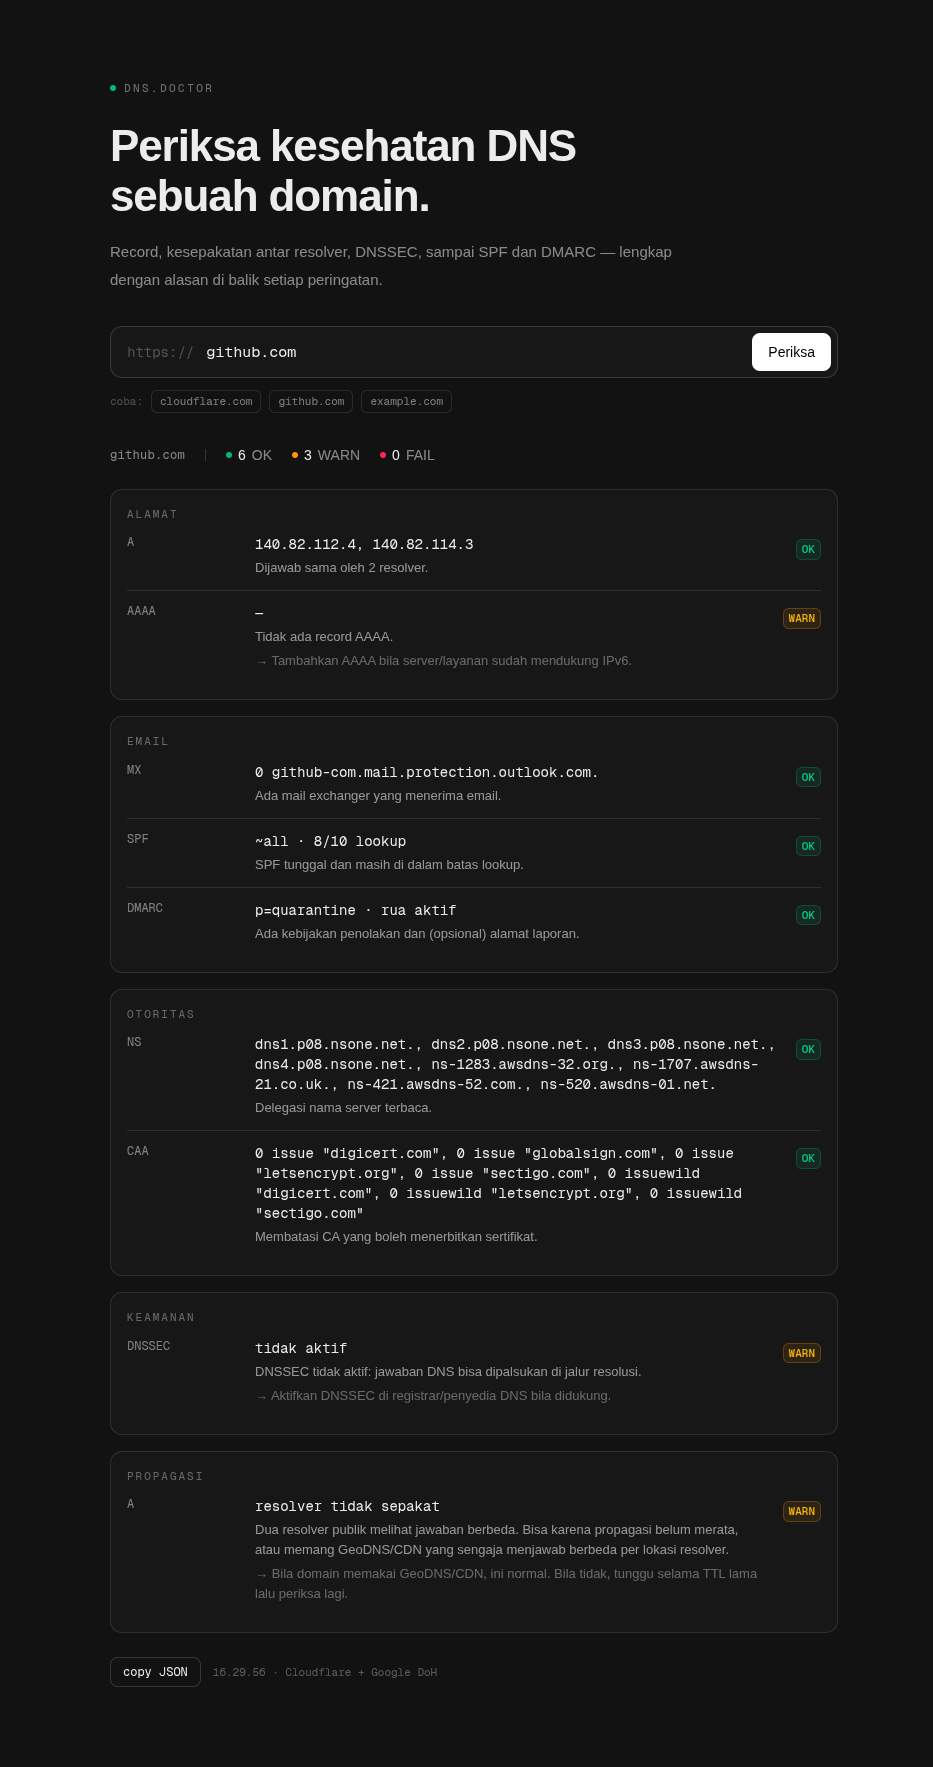 DNS.DOCTOR
Periksa kesehatan DNS
sebuah domain.
Record, kesepakatan antar resolver, DNSSEC, sampai SPF dan DMARC — lengkap
dengan alasan di balik setiap peringatan.
https:// github.com Periksa
coba: cloudflare.com github.com example.com
github.com 6 OK 3 WARN 0 FAIL
ALAMAT
A 140.82.112.4, 140.82.114.3 OK
Dijawab sama oleh 2 resolver.
AAAA — WARN
Tidak ada record AAAA.
→ Tambahkan AAAA bila server/layanan sudah mendukung IPv6.
EMAIL
MX 0 github-com.mail.protection.outlook.com. OK
Ada mail exchanger yang menerima email.
SPF ~all · 8/10 lookup OK
SPF tunggal dan masih di dalam batas lookup.
DMARC p=quarantine · rua aktif OK
Ada kebijakan penolakan dan (opsional) alamat laporan.
OTORITAS
NS dns1.p08.nsone.net., dns2.p08.nsone.net., dns3.p08.nsone.net., OK
dns4.p08.nsone.net., ns-1283.awsdns-32.org., ns-1707.awsdns-
21.co.uk., ns-421.awsdns-52.com., ns-520.awsdns-01.net.
Delegasi nama server terbaca.
CAA 0 issue "digicert.com", 0 issue "globalsign.com", 0 issue OK
"letsencrypt.org", 0 issue "sectigo.com", 0 issuewild
"digicert.com", 0 issuewild "letsencrypt.org", 0 issuewild
"sectigo.com"
Membatasi CA yang boleh menerbitkan sertifikat.
KEAMANAN
DNSSEC tidak aktif WARN
DNSSEC tidak aktif: jawaban DNS bisa dipalsukan di jalur resolusi.
→ Aktifkan DNSSEC di registrar/penyedia DNS bila didukung.
PROPAGASI
A resolver tidak sepakat WARN
Dua resolver publik melihat jawaban berbeda. Bisa karena propagasi belum merata,
atau memang GeoDNS/CDN yang sengaja menjawab berbeda per lokasi resolver.
→ Bila domain memakai GeoDNS/CDN, ini normal. Bila tidak, tunggu selama TTL lama
lalu periksa lagi.
copy JSON 16.29.56 · Cloudflare + Google DoH